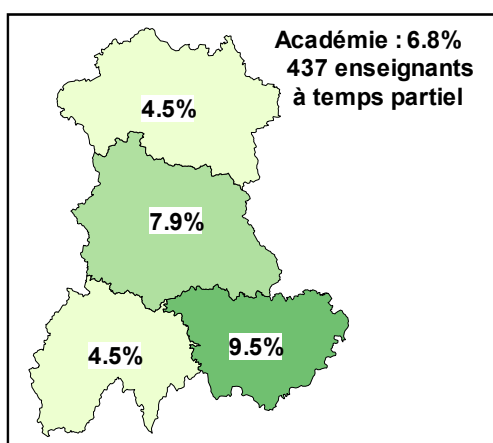 Académie : 6.8%
437 enseignants
à temps partiel
4.5%
7.9%
4.5%
9.5%